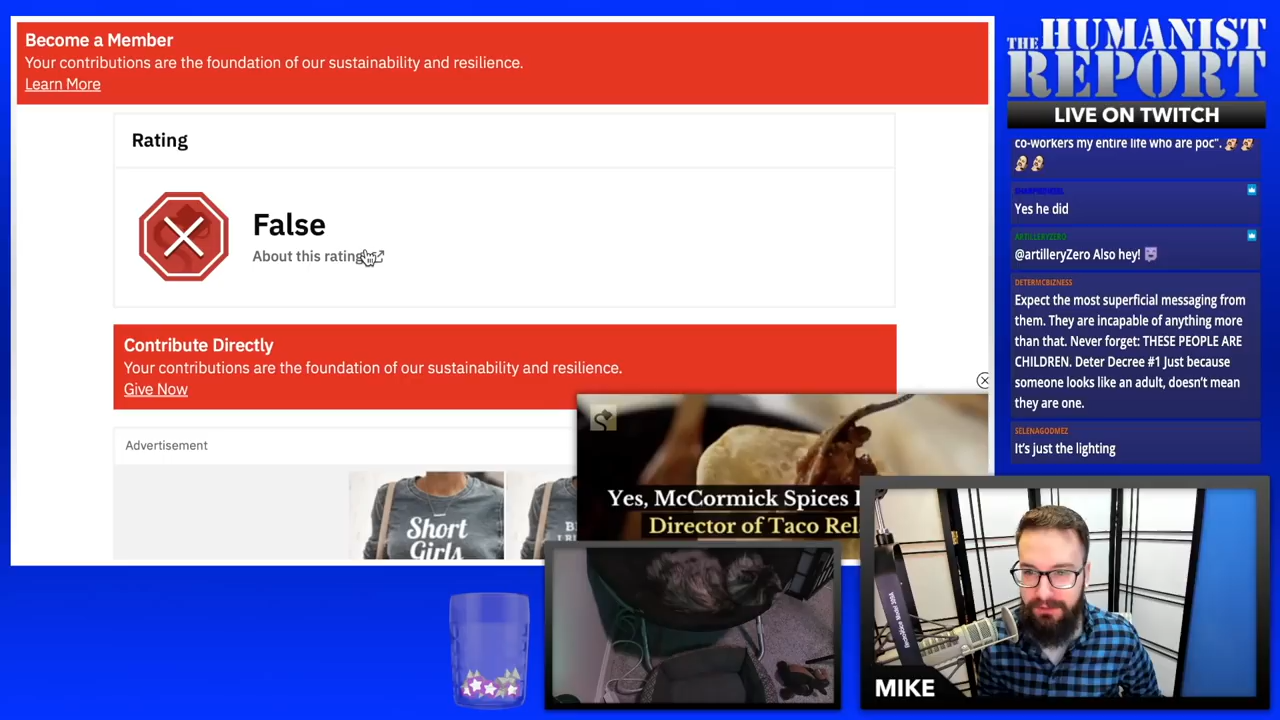 Become a Member
Your contributions are the foundation of our sustainability and resilience.
Learn More
Rating
False
About this rating
Contribute Directly
Your contributions are the foundation of our sustainability and resilience.
Give Now
Advertisement
Short
Girls
Yes, McCormick Spices
Director of Taco
THE HUMANIST
REPORT
LIVE ON TWITCH
co-workers my entire life who are poc".
Yes he did
ARTILLERYZERO
@artilleryZero Also hey!
DETERMCBIZNESS
Expect the most superficial messaging from
them. They are incapable of anything more
than that. Never forget: THESE PEOPLE ARE
CHILDREN. Deter Decree #1 Just because
someone looks like an adult, doesn't mean
they are one.
SELENAGODMEZ
It's just the lighting
MIKE